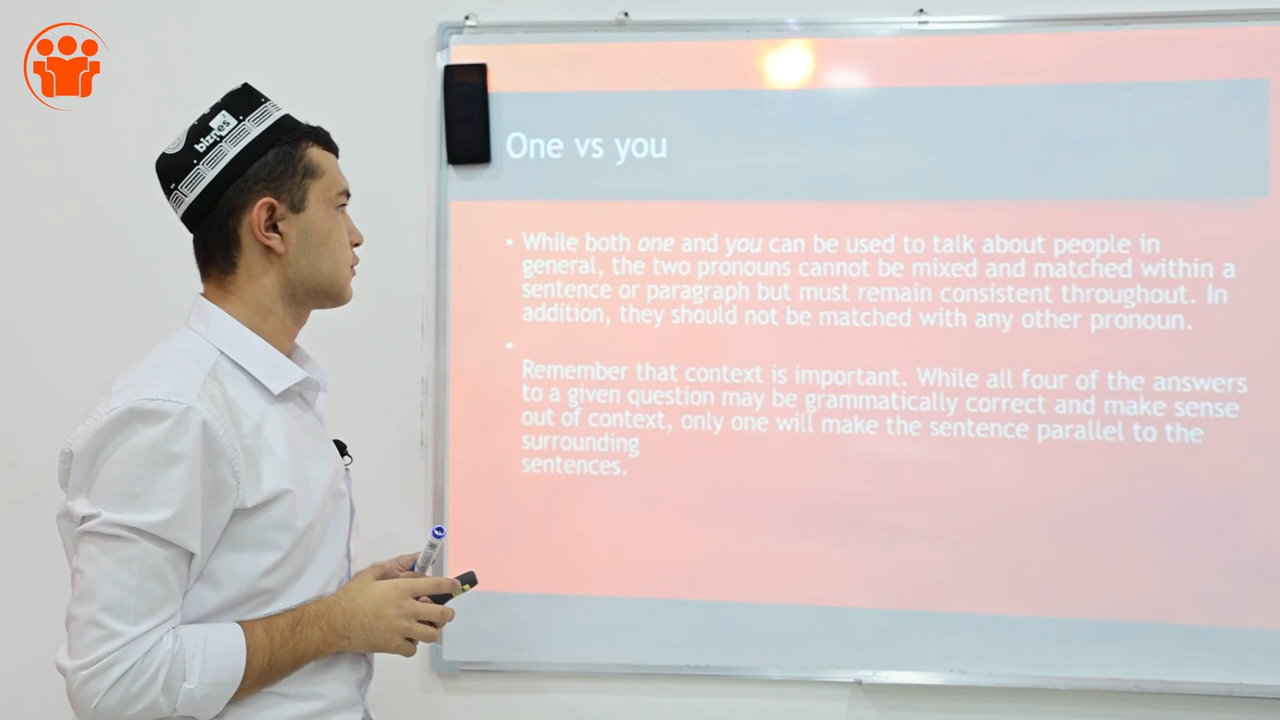 biznes²
One vs you
• While both one and you can be used to talk about people in
general, the two pronouns cannot be mixed and matched within a
sentence or paragraph but must remain consistent throughout. In
addition, they should not be matched with any other pronoun.
•
Remember that context is important. While all four of the answers
to a given question may be grammatically correct and make sense
out of context, only one will make the sentence parallel to the
surrounding
sentences.